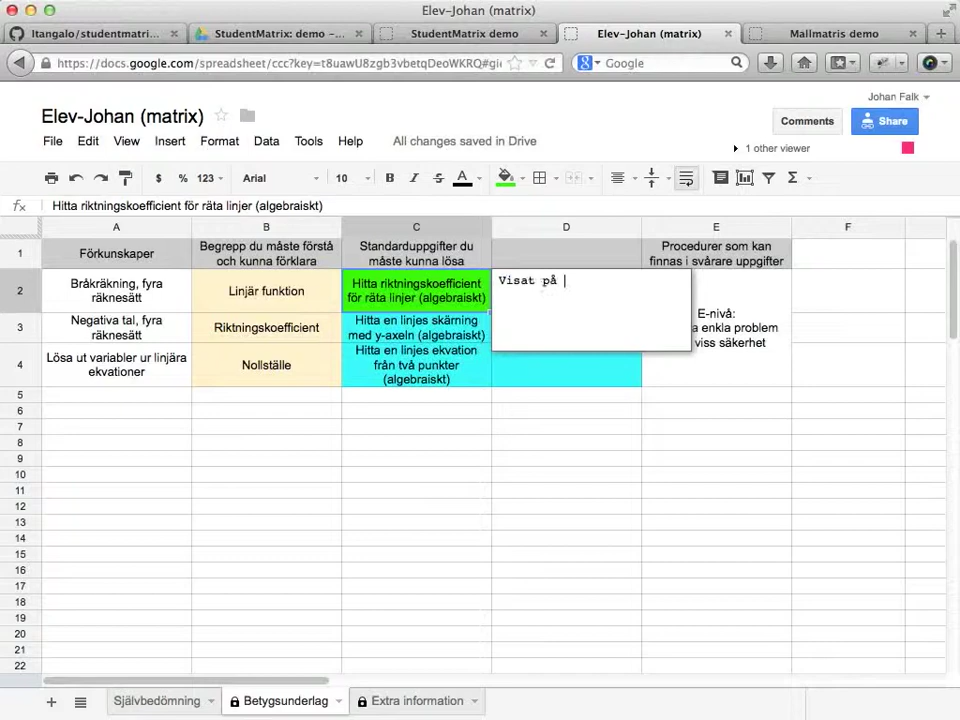 Elev–Johan (matrix)
Itangalo/studentmatri...
StudentMatrix: demo –...
StudentMatrix demo
Elev–Johan (matrix)
Mallmatris demo
https://docs.google.com/spreadsheet/ccc?key=t8uawU8zgb3vbetqDeoWKRQ#gi
Google
Johan Falk
Elev-Johan (matrix)
Comments
Share
File Edit View Insert Format Data Tools Help
All changes saved in Drive
1 other viewer
$ % 123 Arial 10 B I S A Σ
fx Hitta riktningskoefficient för räta linjer (algebraiskt)
A B C D E F
1
Förkunskaper
Begrepp du måste förstå
och kunna förklara
Standarduppgifter du
måste kunna lösa
Procedurer som kan
finnas i svårare uppgifter
2
Bråkräkning, fyra
räknesätt
Linjär funktion
Hitta riktningskoefficient
för räta linjer (algebraiskt)
Visat på
E-nivå:
a enkla problem
viss säkerhet
3
Negativa tal, fyra
räknesätt
Riktningskoefficient
Hitta en linjes skärning
med y-axeln (algebraiskt)
4
Lösa ut variabler ur linjära
ekvationer
Nollställe
Hitta en linjes ekvation
från två punkter
(algebraiskt)
5
6
7
8
9
10
11
12
13
14
15
16
17
18
19
20
21
22
Självbedömning
Betygsunderlag
Extra information